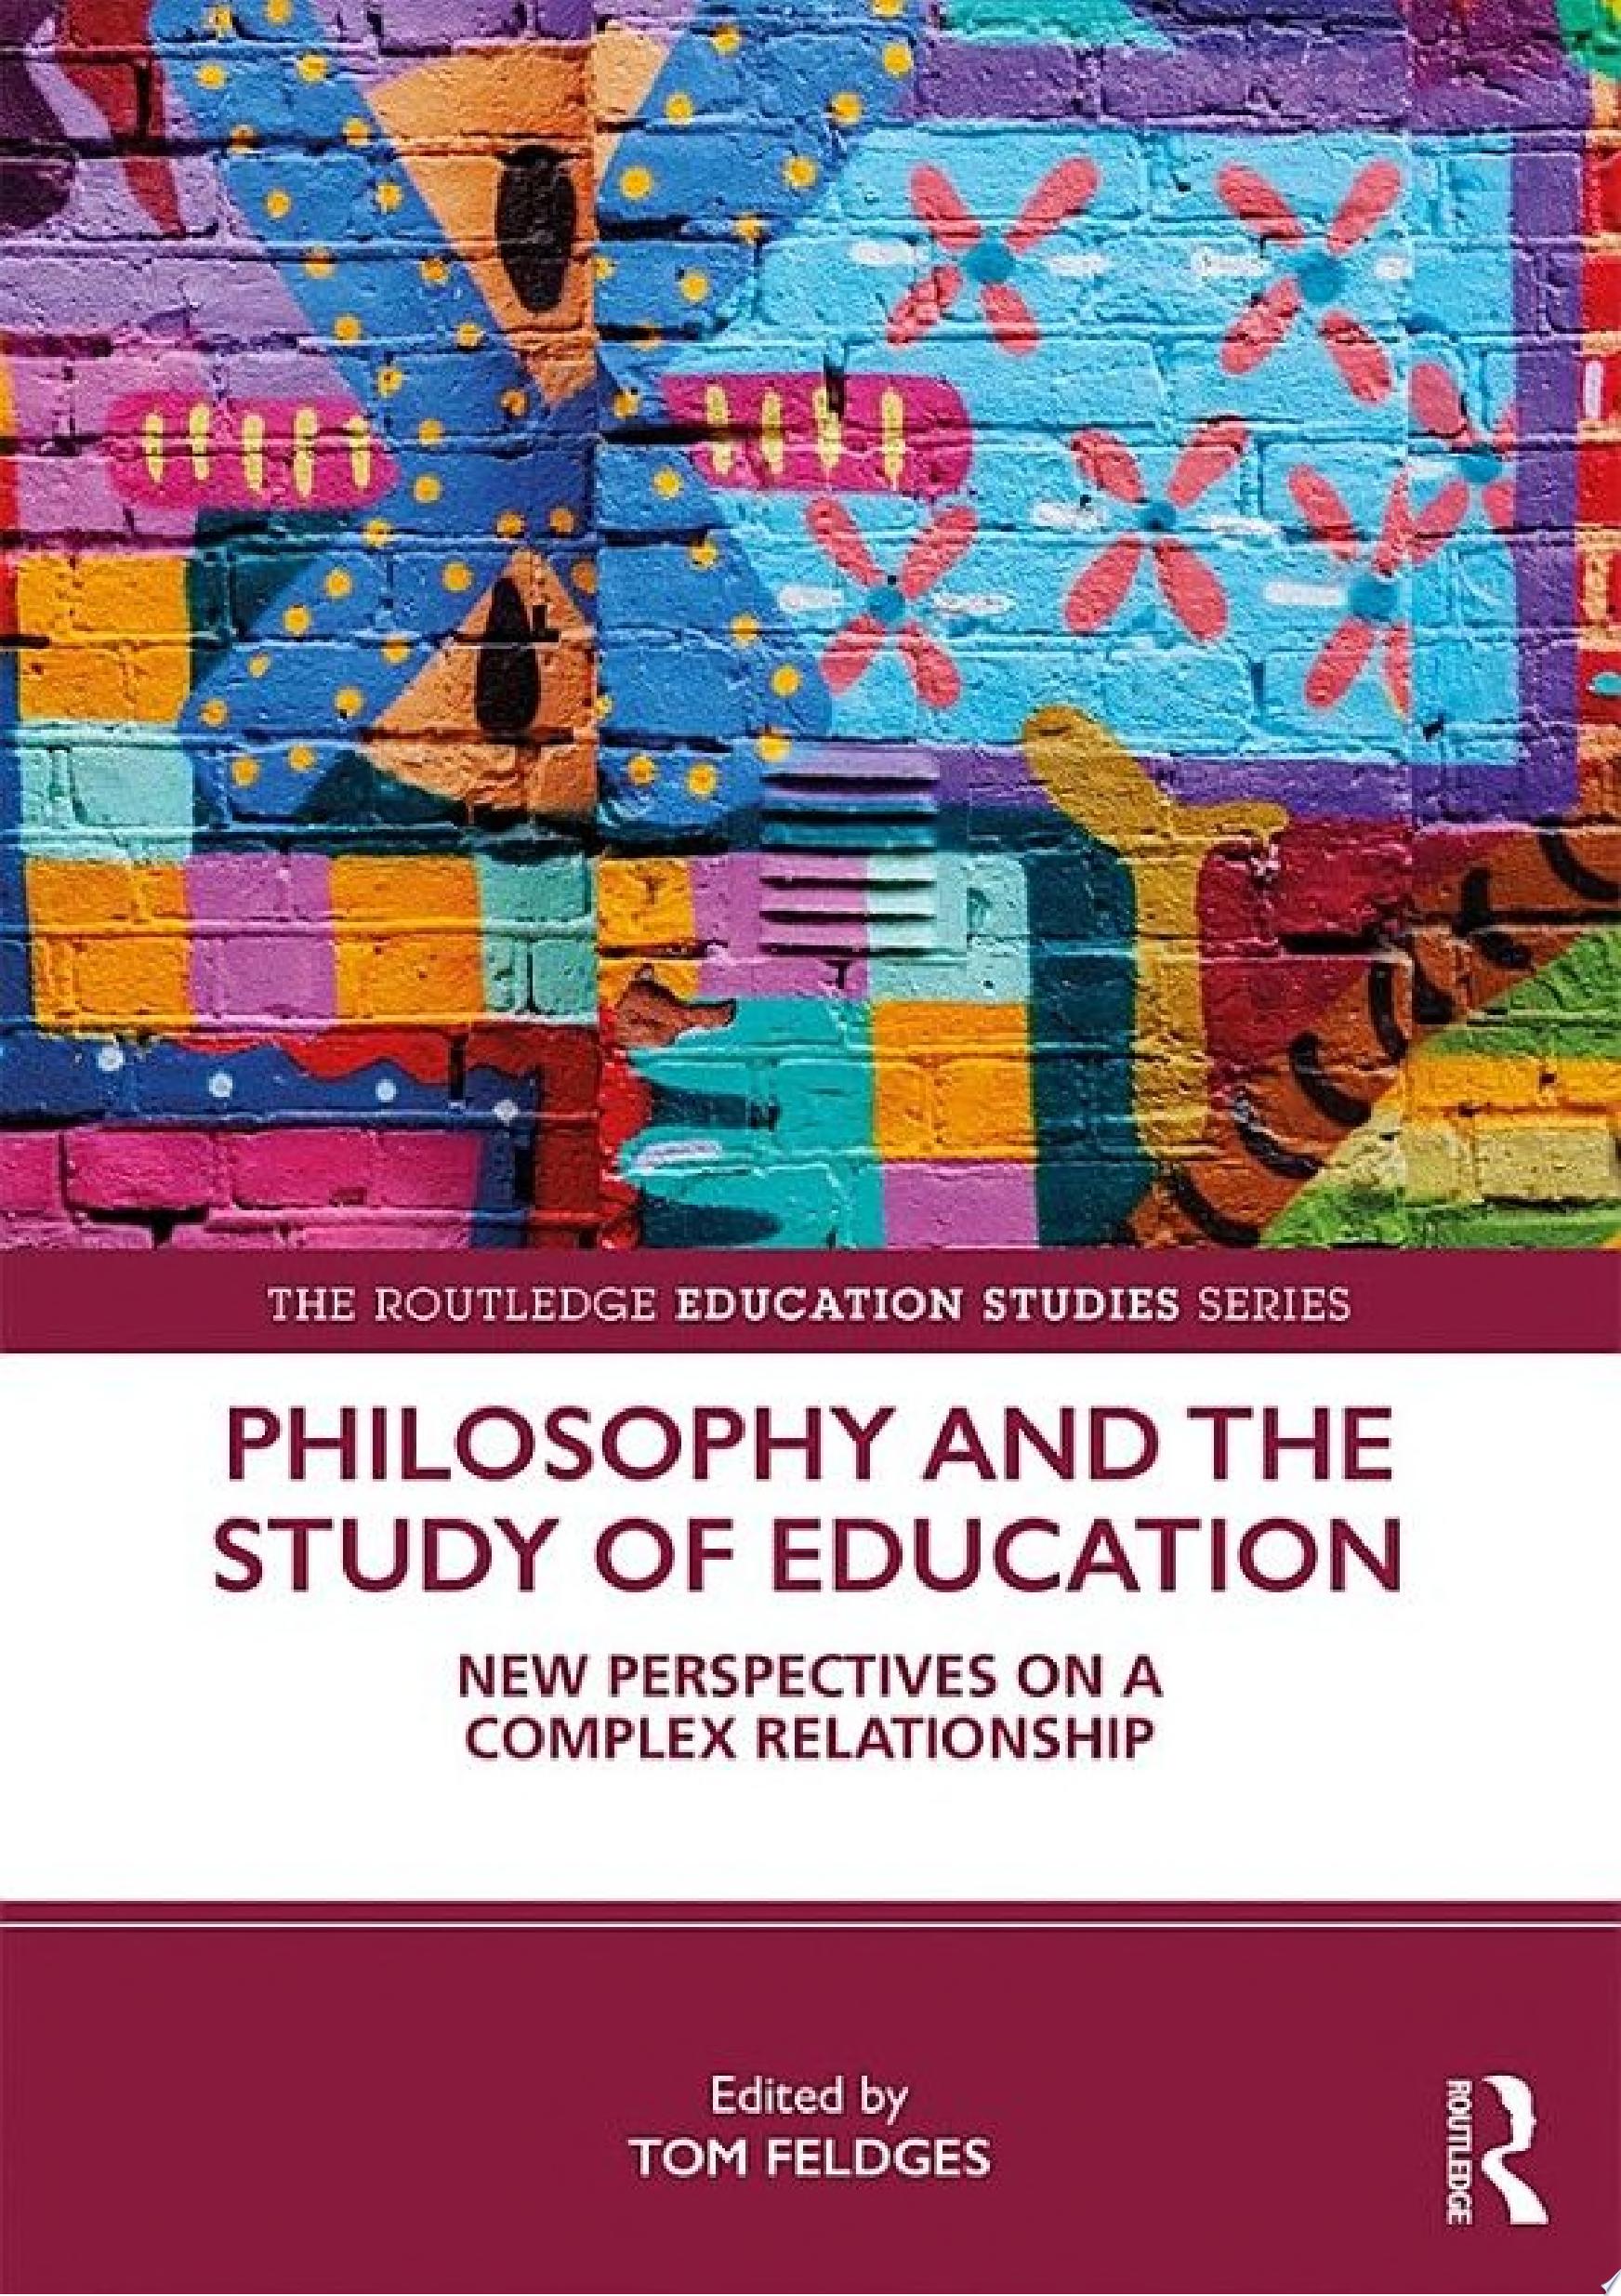 THE ROUTLEDGE EDUCATION STUDIES SERIES
PHILOSOPHY AND THE
STUDY OF EDUCATION
NEW PERSPECTIVES ON A
COMPLEX RELATIONSHIP
Edited by
TOM FELDGES
ROUTLEDGE